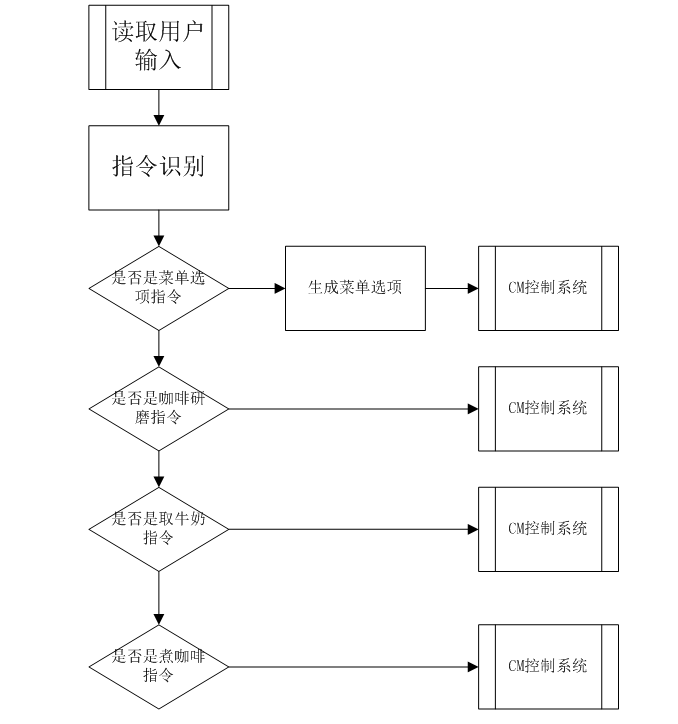 读取用户
输入
指令识别
是否是菜单选
项指令
生成菜单选项
CM控制系统
是否是咖啡研
磨指令
CM控制系统
是否是取牛奶
指令
CM控制系统
是否是煮咖啡
指令
CM控制系统